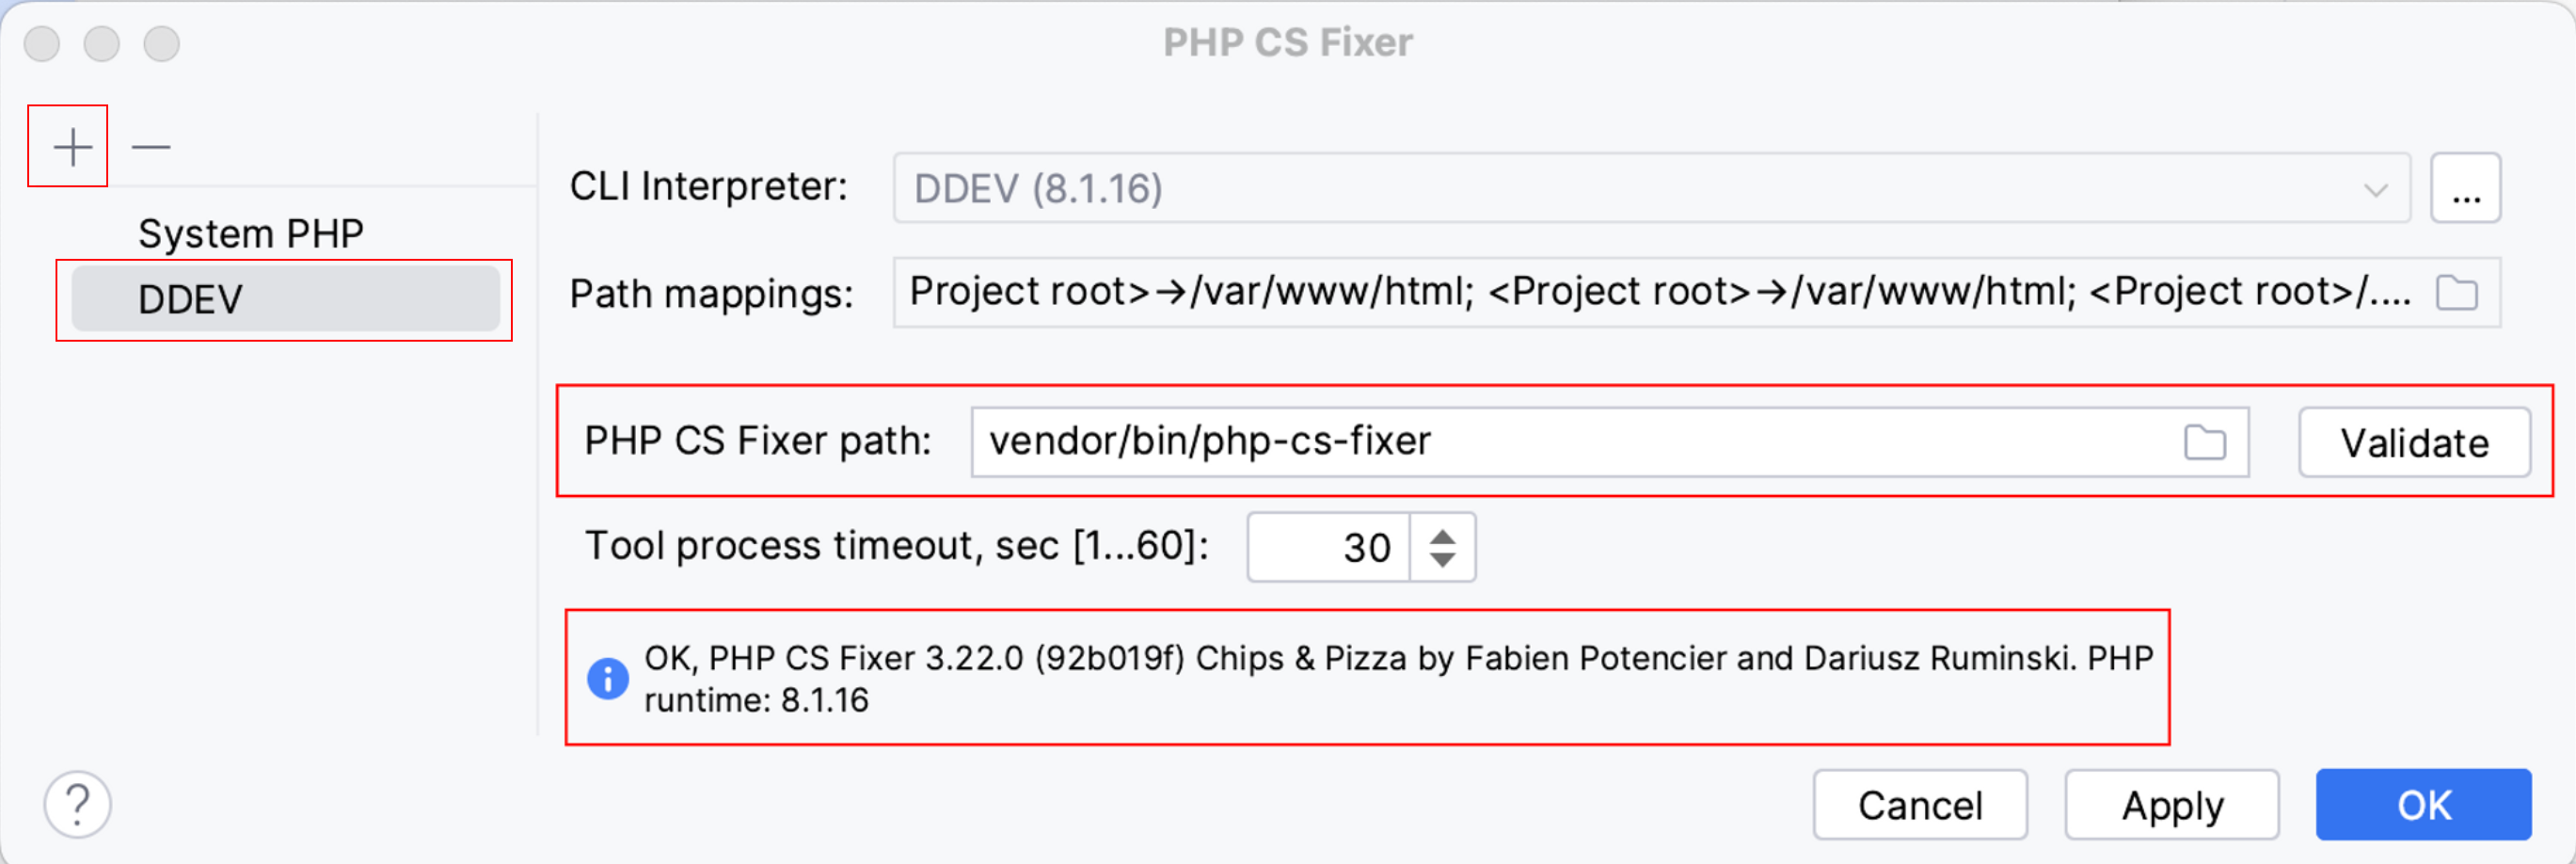 PHP CS Fixer
System PHP
DDEV
CLI Interpreter:
DDEV (8.1.16)
...
Path mappings:
Project root>→/var/www/html; <Project root>→/var/www/html; <Project root>/....
PHP CS Fixer path:
vendor/bin/php-cs-fixer
Validate
Tool process timeout, sec [1...60]:
30
OK, PHP CS Fixer 3.22.0 (92b019f) Chips & Pizza by Fabien Potencier and Dariusz Ruminski. PHP
runtime: 8.1.16
?
Cancel
Apply
OK